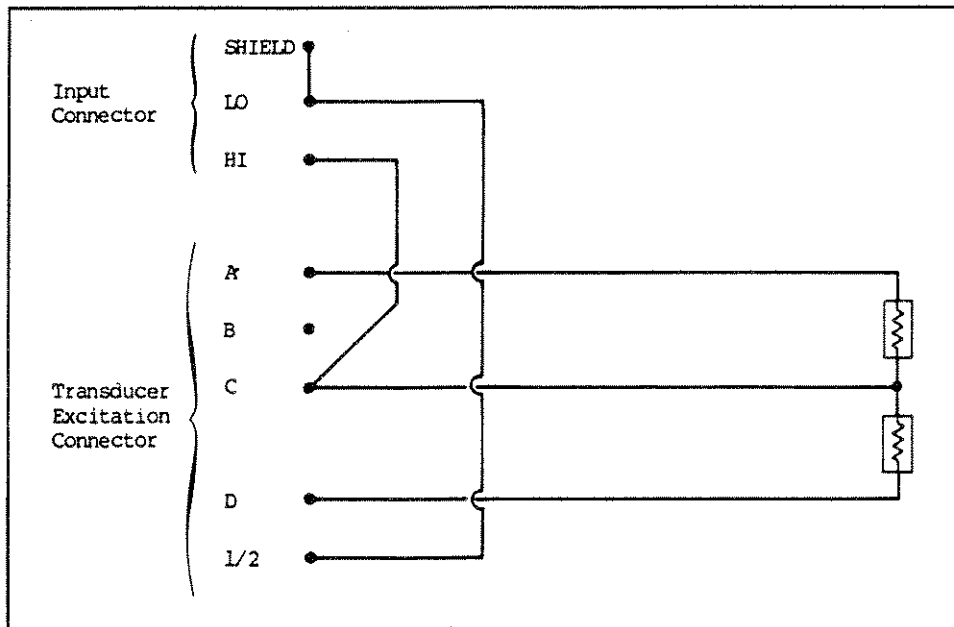 SHIELD
Input
Connector
LO
HI
A
B
C
Transducer
Excitation
Connector
D
1/2